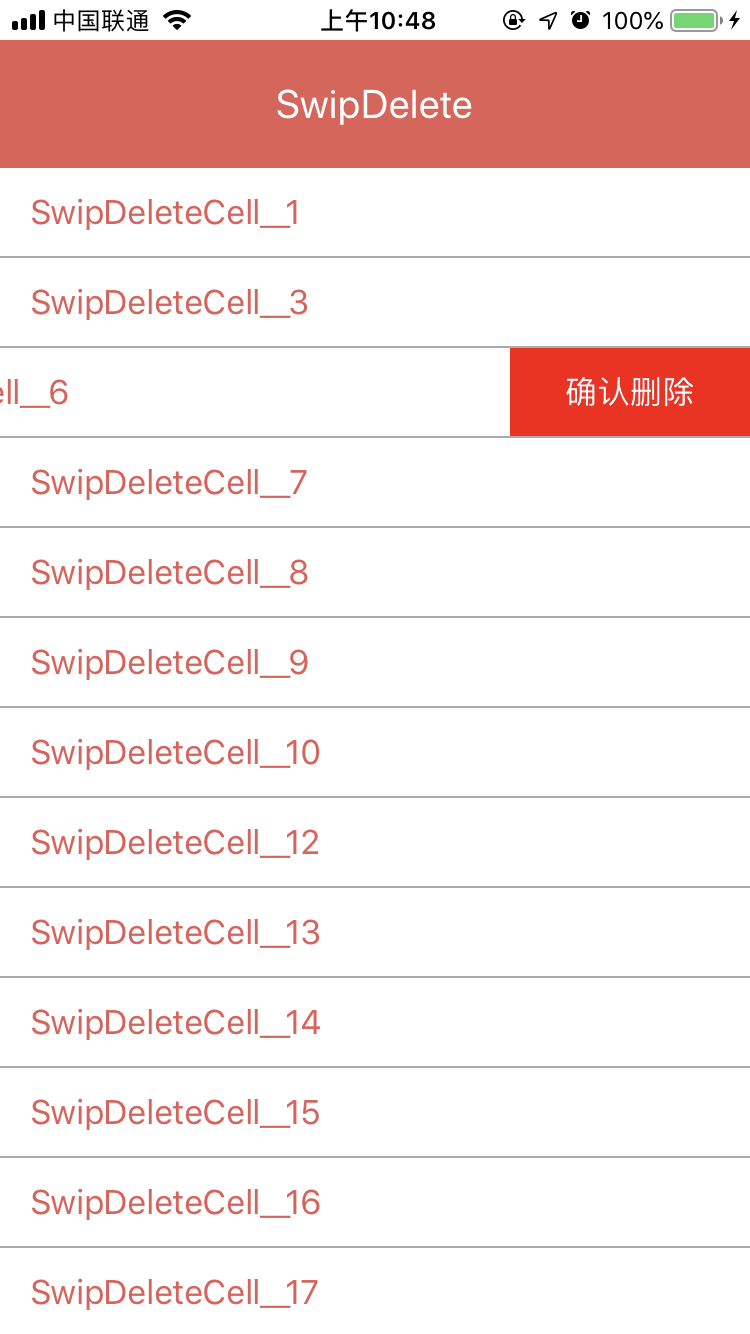 中国联通 上午10:48 100%
SwipDelete
SwipDeleteCell__1
SwipDeleteCell__3
ell__6 确认删除
SwipDeleteCell__7
SwipDeleteCell__8
SwipDeleteCell__9
SwipDeleteCell__10
SwipDeleteCell__12
SwipDeleteCell__13
SwipDeleteCell__14
SwipDeleteCell__15
SwipDeleteCell__16
SwipDeleteCell__17